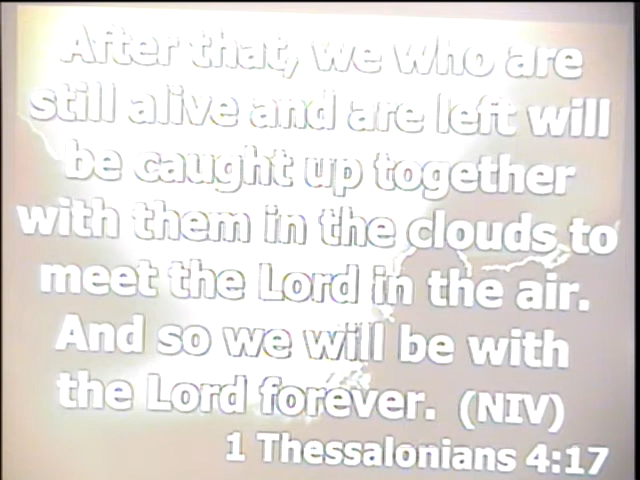 After that, we who are
still alive and are left will
be caught up together
with them in the clouds to
meet the Lord in the air.
And so we will be with
the Lord forever. (NIV)
1 Thessalonians 4:17